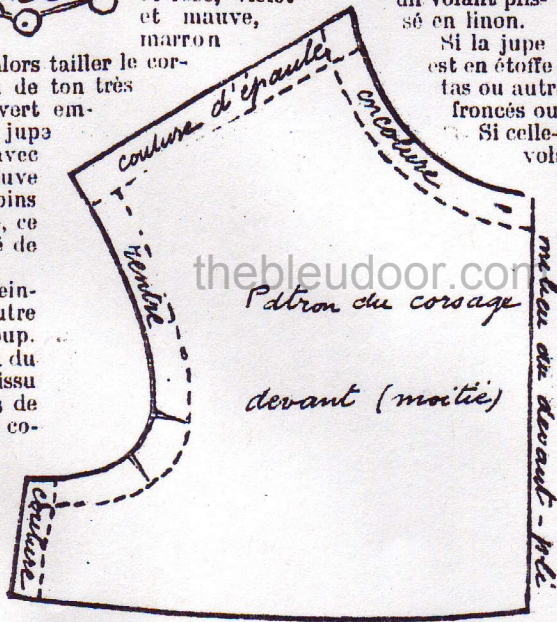 et mauve,
marron
alors tailler le cor-
de ton très
vert em-
jupe
avec
uve
oins
, ce
é de
ein-
utre
oup.
du
issu
de
co-
un volant plis-
sé en linon.
Si la jupe
est en étoffe
tas ou autr
froncés ou
Si celle-
vol
couture d'épaule
encolure
rentre
thebleudoor.com
Patron du corsage
devant (moitié)
couture
milieu du devant - pli